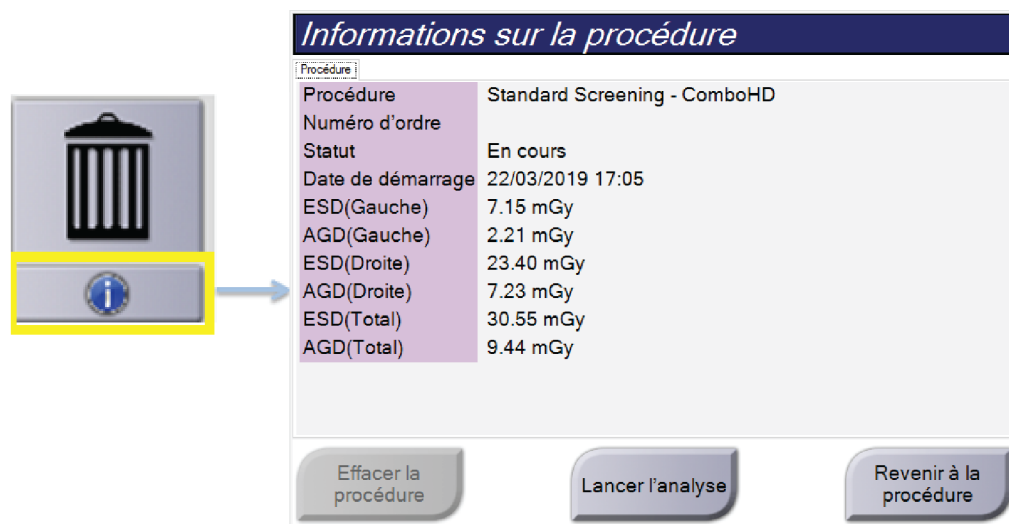 Informations sur la procédure
Procédure
Procédure Standard Screening - ComboHD
Numéro d'ordre
Statut En cours
Date de démarrage 22/03/2019 17:05
ESD(Gauche) 7.15 mGy
AGD(Gauche) 2.21 mGy
ESD(Droite) 23.40 mGy
AGD(Droite) 7.23 mGy
ESD(Total) 30.55 mGy
AGD(Total) 9.44 mGy
i
Effacer la
procédure
Lancer l'analyse
Revenir à la
procédure